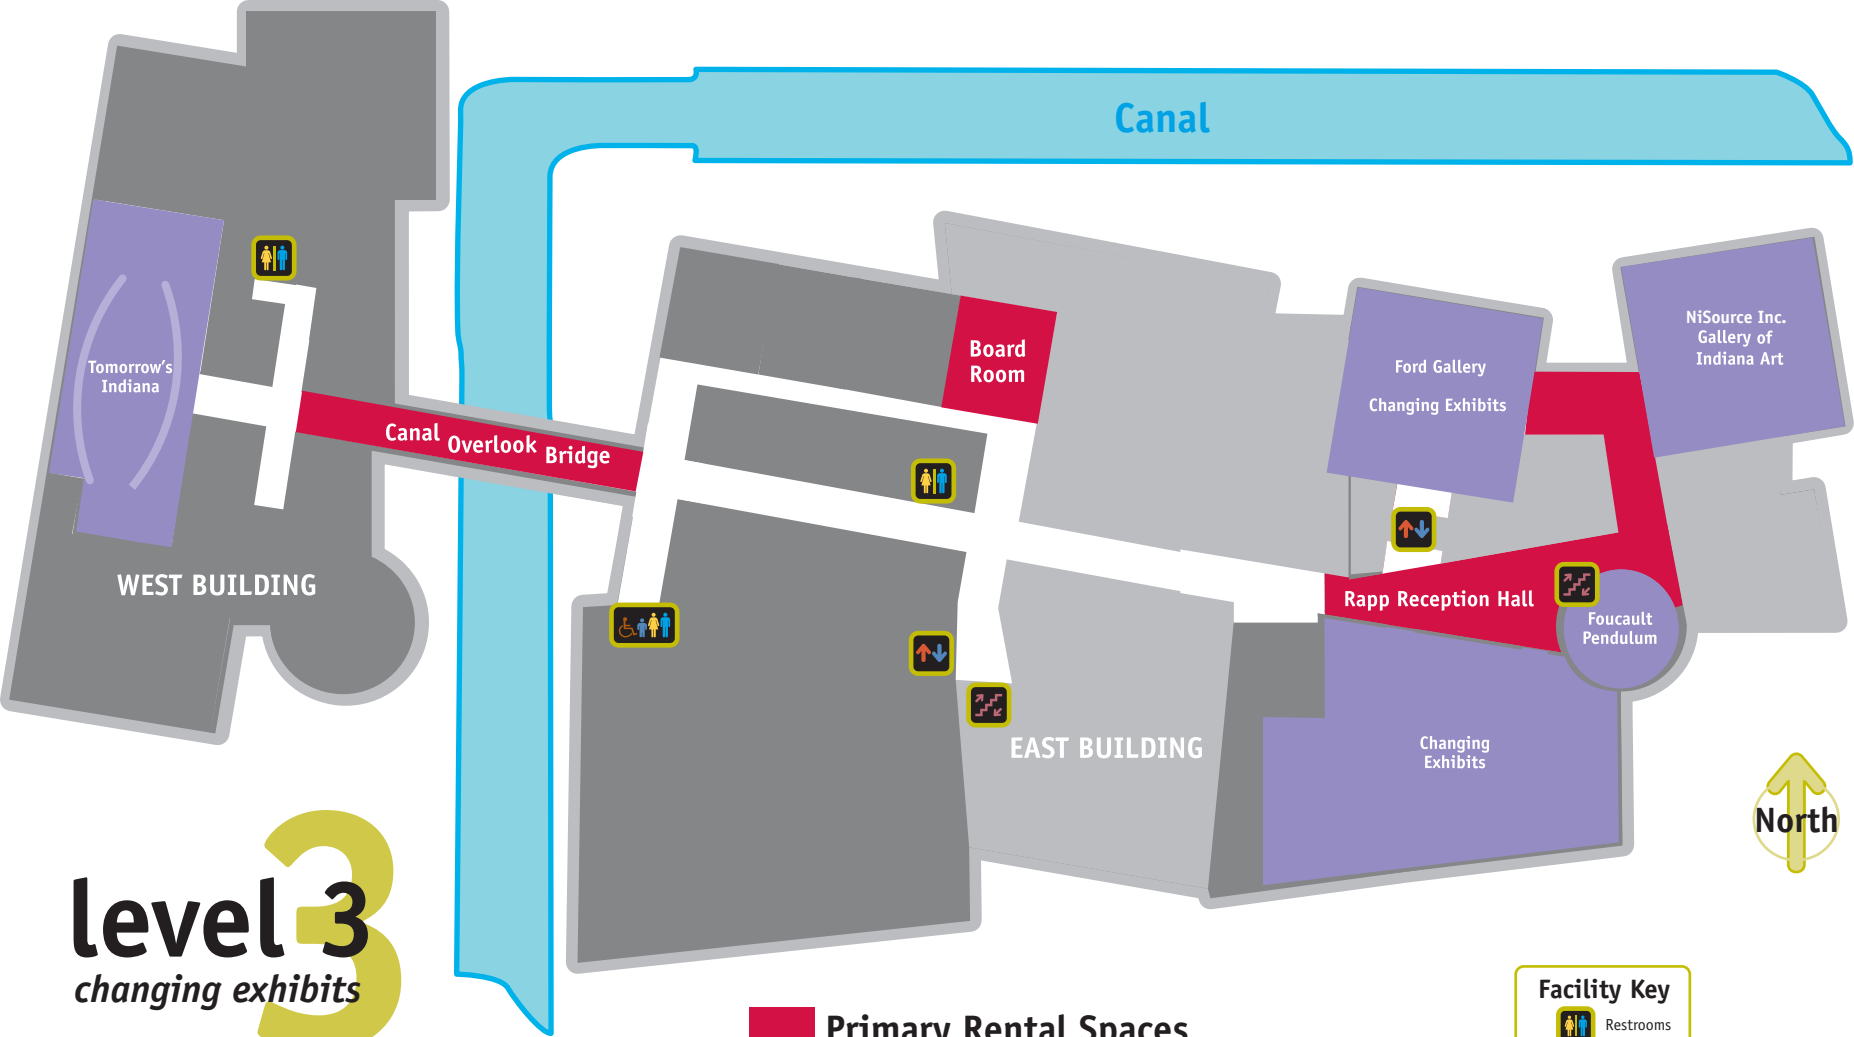 Canal
NiSource Inc.
Gallery of
Indiana Art
Board
Room
Ford Gallery
Changing Exhibits
Tomorrow's
Indiana
Canal Overlook Bridge
WEST BUILDING
Rapp Reception Hall
Foucault
Pendulum
EAST BUILDING
Changing
Exhibits
North
level 3
3
changing exhibits
Facility Key
Restrooms
Primary Rental Spaces